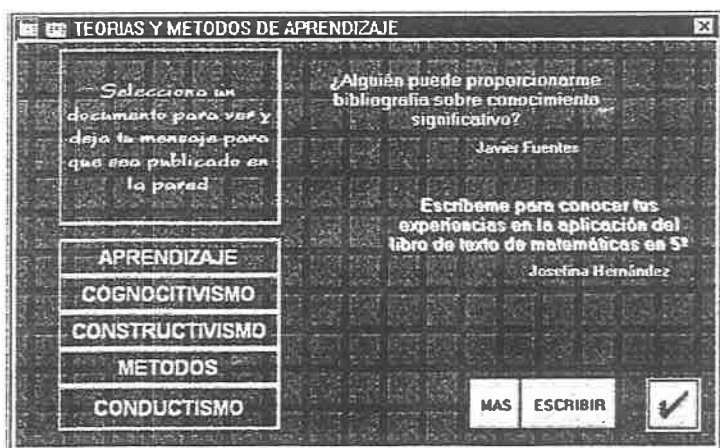 TEORIAS Y METODOS DE APRENDIZAJE
Selecciona un
documento para ver y
deja tu mensaje para
que sea publicado en
la pared
APRENDIZAJE
COGNOCITIVISMO
CONSTRUCTIVISMO
METODOS
CONDUCTISMO
¿Alguién puede proporcionarme
bibliografía sobre conocimiento
significativo?
Javier Fuentes
Escríbeme para conocer tus
experiencias en la aplicación del
libro de texto de matemáticas en 5º
Josefina Hernández
MAS
ESCRIBIR